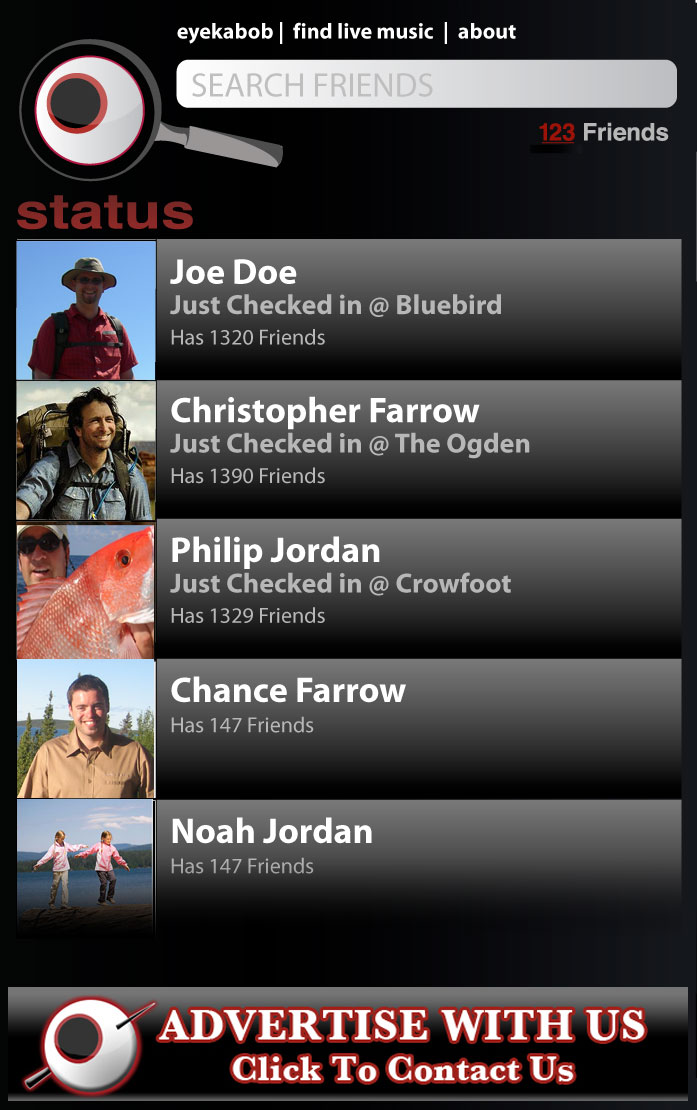 eyekabob | find live music | about
SEARCH FRIENDS
123 Friends
status
Joe Doe
Just Checked in @ Bluebird
Has 1320 Friends
Christopher Farrow
Just Checked in @ The Ogden
Has 1390 Friends
Philip Jordan
Just Checked in @ Crowfoot
Has 1329 Friends
Chance Farrow
Has 147 Friends
Noah Jordan
Has 147 Friends
ADVERTISE WITH US
Click To Contact Us